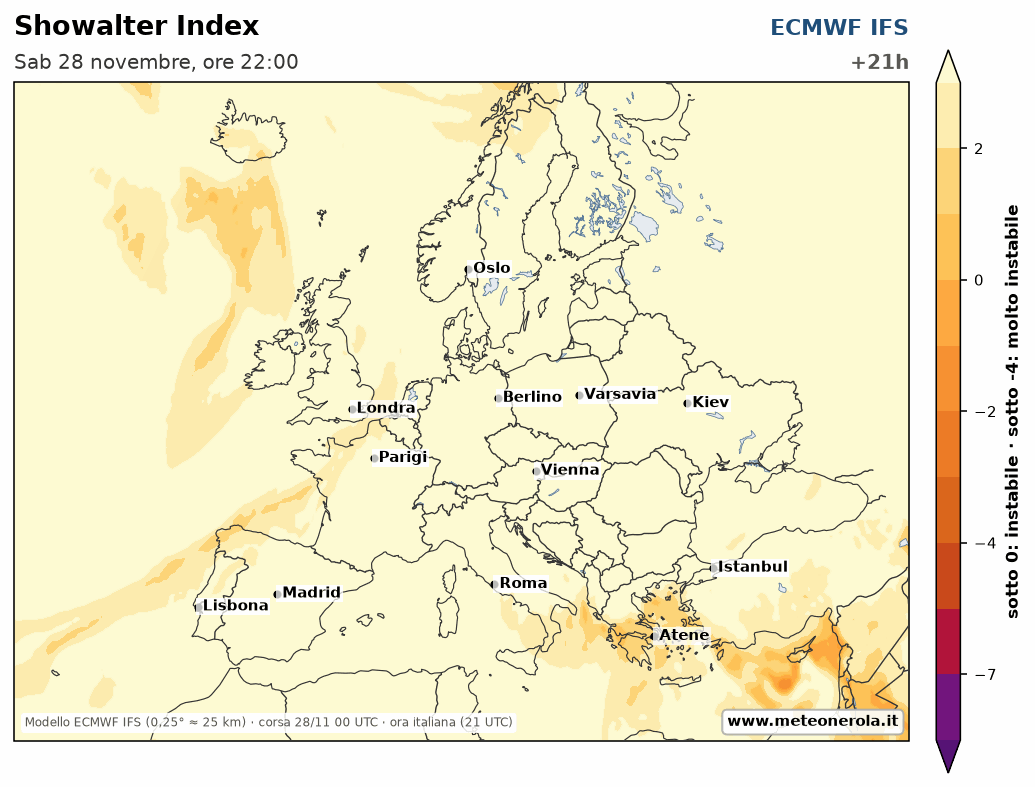 Showalter Index
ECMWF IFS
Sab 28 novembre, ore 22:00
+21h
Oslo
Londra
Berlino
Varsavia
Kiev
Parigi
Vienna
Istanbul
Roma
Madrid
Lisbona
Atene
2
0
−2
−4
−7
sotto 0: instabile · sotto -4: molto instabile
Modello ECMWF IFS (0,25° ≈ 25 km) · corsa 28/11 00 UTC · ora italiana (21 UTC)
www.meteonerola.it